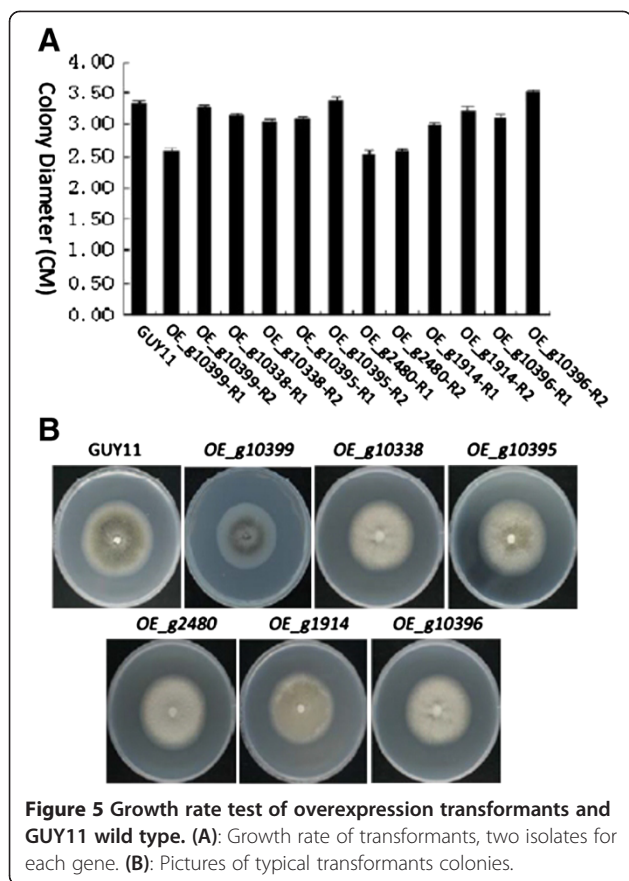 A
4.00
3.50
3.00
2.50
2.00
1.50
1.00
0.50
0.00
Colony Diameter (CM)
GUY11
OE_g10399-R1
OE_g10399-R2
OE_g10338-R1
OE_g10338-R2
OE_g10395-R1
OE_g10395-R2
OE_g2480-R1
OE_g2480-R2
OE_g1914-R1
OE_g1914-R2
OE_g10396-R1
OE_g10396-R2
B
GUY11 OE_g10399 OE_g10338 OE_g10395
OE_g2480 OE_g1914 OE_g10396
Figure 5 Growth rate test of overexpression transformants and
GUY11 wild type. (A): Growth rate of transformants, two isolates for
each gene. (B): Pictures of typical transformants colonies.